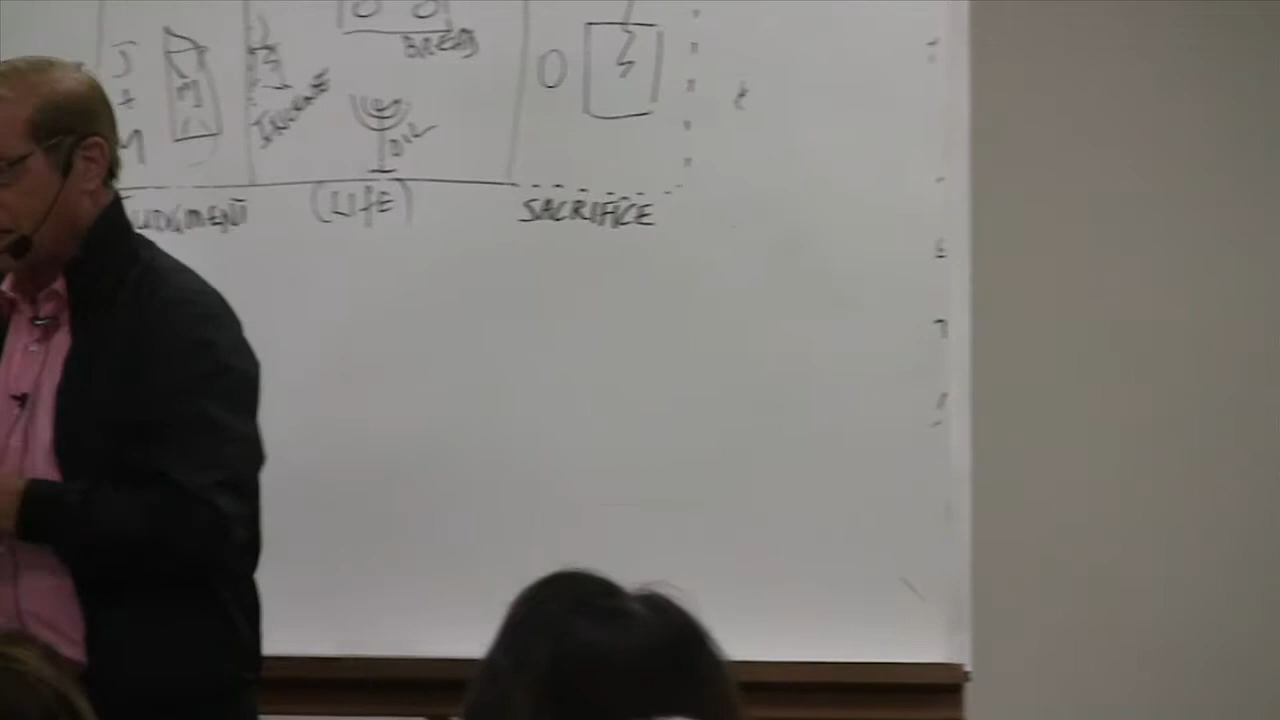 BREAD
J
+
M
INCENSE
OIL
JUDGMENT
(LIFE)
SACRIFICE